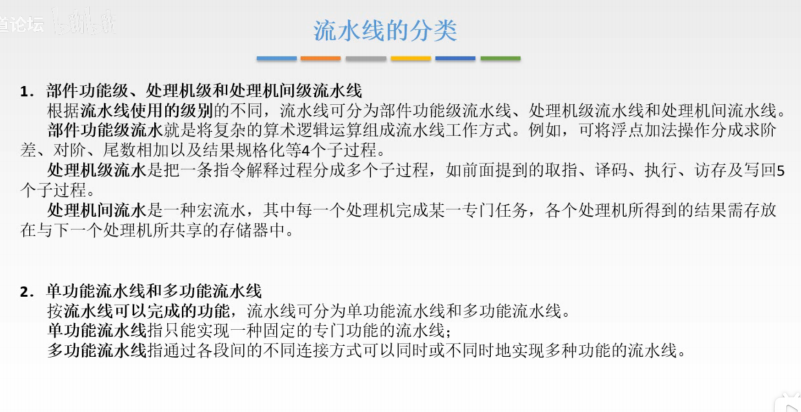 道论坛
流水线的分类
1．部件功能级、处理机级和处理机间级流水线
根据流水线使用的级别的不同，流水线可分为部件功能级流水线、处理机级流水线和处理机间流水线。
部件功能级流水就是将复杂的算术逻辑运算组成流水线工作方式。例如，可将浮点加法操作分成求阶
差、对阶、尾数相加以及结果规格化等4个子过程。
处理机级流水是把一条指令解释过程分成多个子过程，如前面提到的取指、译码、执行、访存及写回5
个子过程。
处理机间流水是一种宏流水，其中每一个处理机完成某一专门任务，各个处理机所得到的结果需存放
在与下一个处理机所共享的存储器中。
2．单功能流水线和多功能流水线
按流水线可以完成的功能，流水线可分为单功能流水线和多功能流水线。
单功能流水线指只能实现一种固定的专门功能的流水线；
多功能流水线指通过各段间的不同连接方式可以同时或不同时地实现多种功能的流水线。